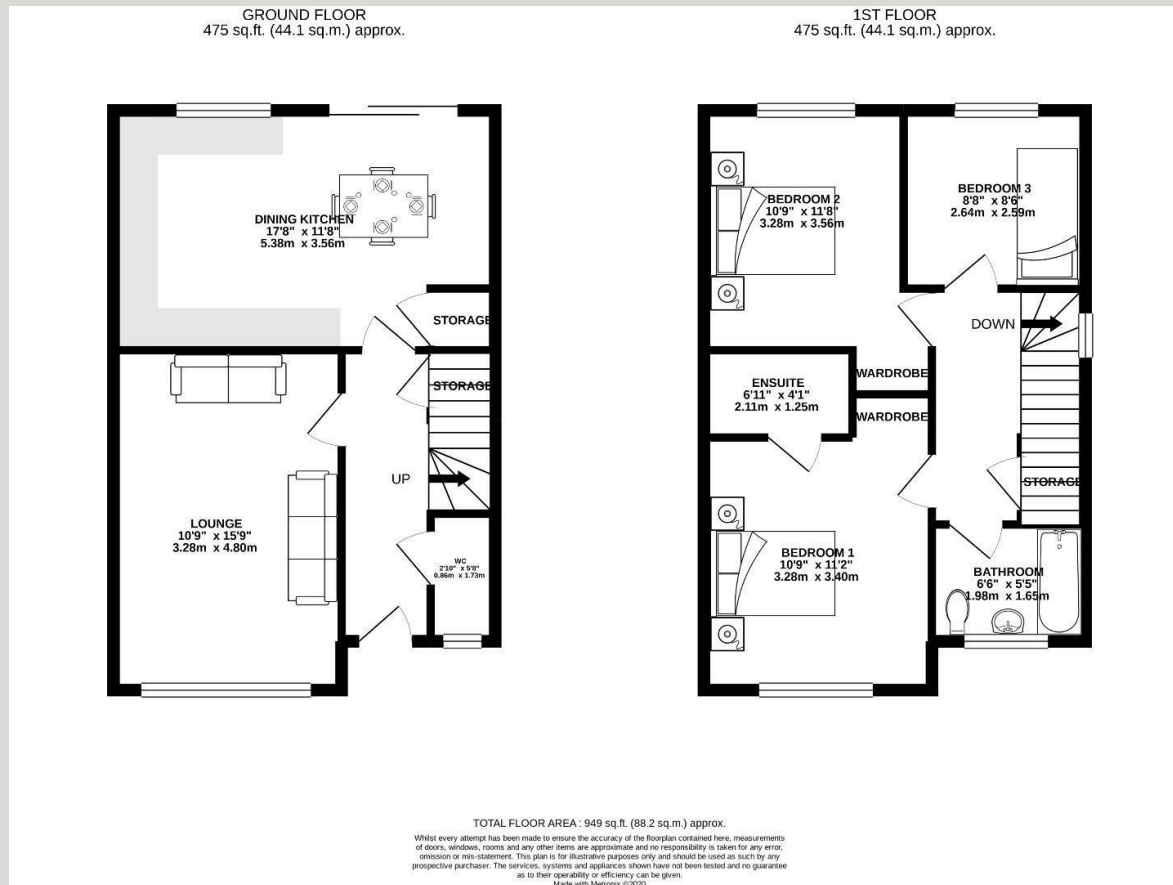 GROUND FLOOR
475 sq.ft. (44.1 sq.m.) approx.
DINING KITCHEN
17'8" x 11'8"
5.38m x 3.56m
STORAGE
STORAGE
UP
LOUNGE
10'9" x 15'9"
3.28m x 4.80m
WC
2'10" x 5'8"
0.86m x 1.73m
1ST FLOOR
475 sq.ft. (44.1 sq.m.) approx.
BEDROOM 2
10'9" x 11'8"
3.28m x 3.56m
BEDROOM 3
8'8" x 8'6"
2.64m x 2.59m
DOWN
WARDROBE
ENSUITE
6'11" x 4'1"
2.11m x 1.25m
WARDROBE
STORAGE
BEDROOM 1
10'9" x 11'2"
3.28m x 3.40m
BATHROOM
6'6" x 5'5"
1.98m x 1.65m
TOTAL FLOOR AREA : 949 sq.ft. (88.2 sq.m.) approx.
Whilst every attempt has been made to ensure the accuracy of the floorplan contained here, measurements
of doors, windows, rooms and any other items are approximate and no responsibility is taken for any error,
omission or mis-statement. This plan is for illustrative purposes only and should be used as such by any
prospective purchaser. The services, systems and appliances shown have not been tested and no guarantee
as to their operability or efficiency can be given.
Made with Metropix ©2020